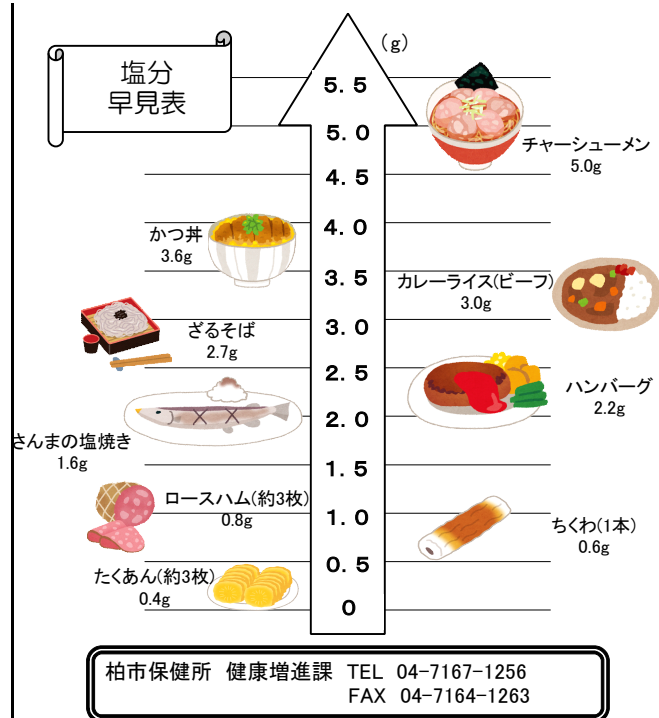 塩分
早見表
(g)
5.5
5.0
4.5
4.0
3.5
3.0
2.5
2.0
1.5
1.0
0.5
0
チャーシューメン
5.0g
かつ丼
3.6g
カレーライス(ビーフ)
3.0g
ざるそば
2.7g
ハンバーグ
2.2g
さんまの塩焼き
1.6g
ロースハム(約3枚)
0.8g
ちくわ(1本)
0.6g
たくあん(約3枚)
0.4g
柏市保健所 健康増進課 TEL 04-7167-1256
FAX 04-7164-1263